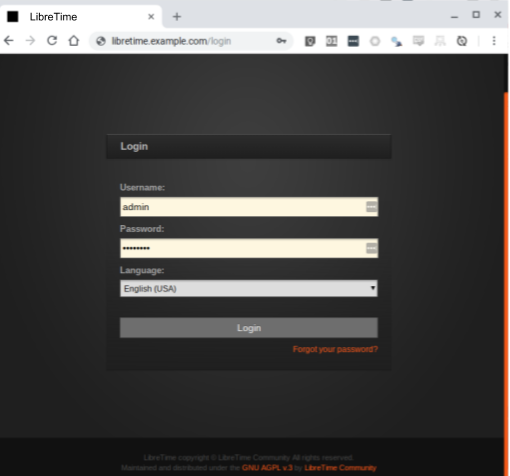 LibreTime
libretime.example.com/login
Login
Username:
admin
Password:
••••••••
Language:
English (USA)
Login
Forgot your password?
LibreTime copyright © LibreTime Community. All rights reserved.
Maintained and distributed under the GNU AGPL v.3 by LibreTime Community